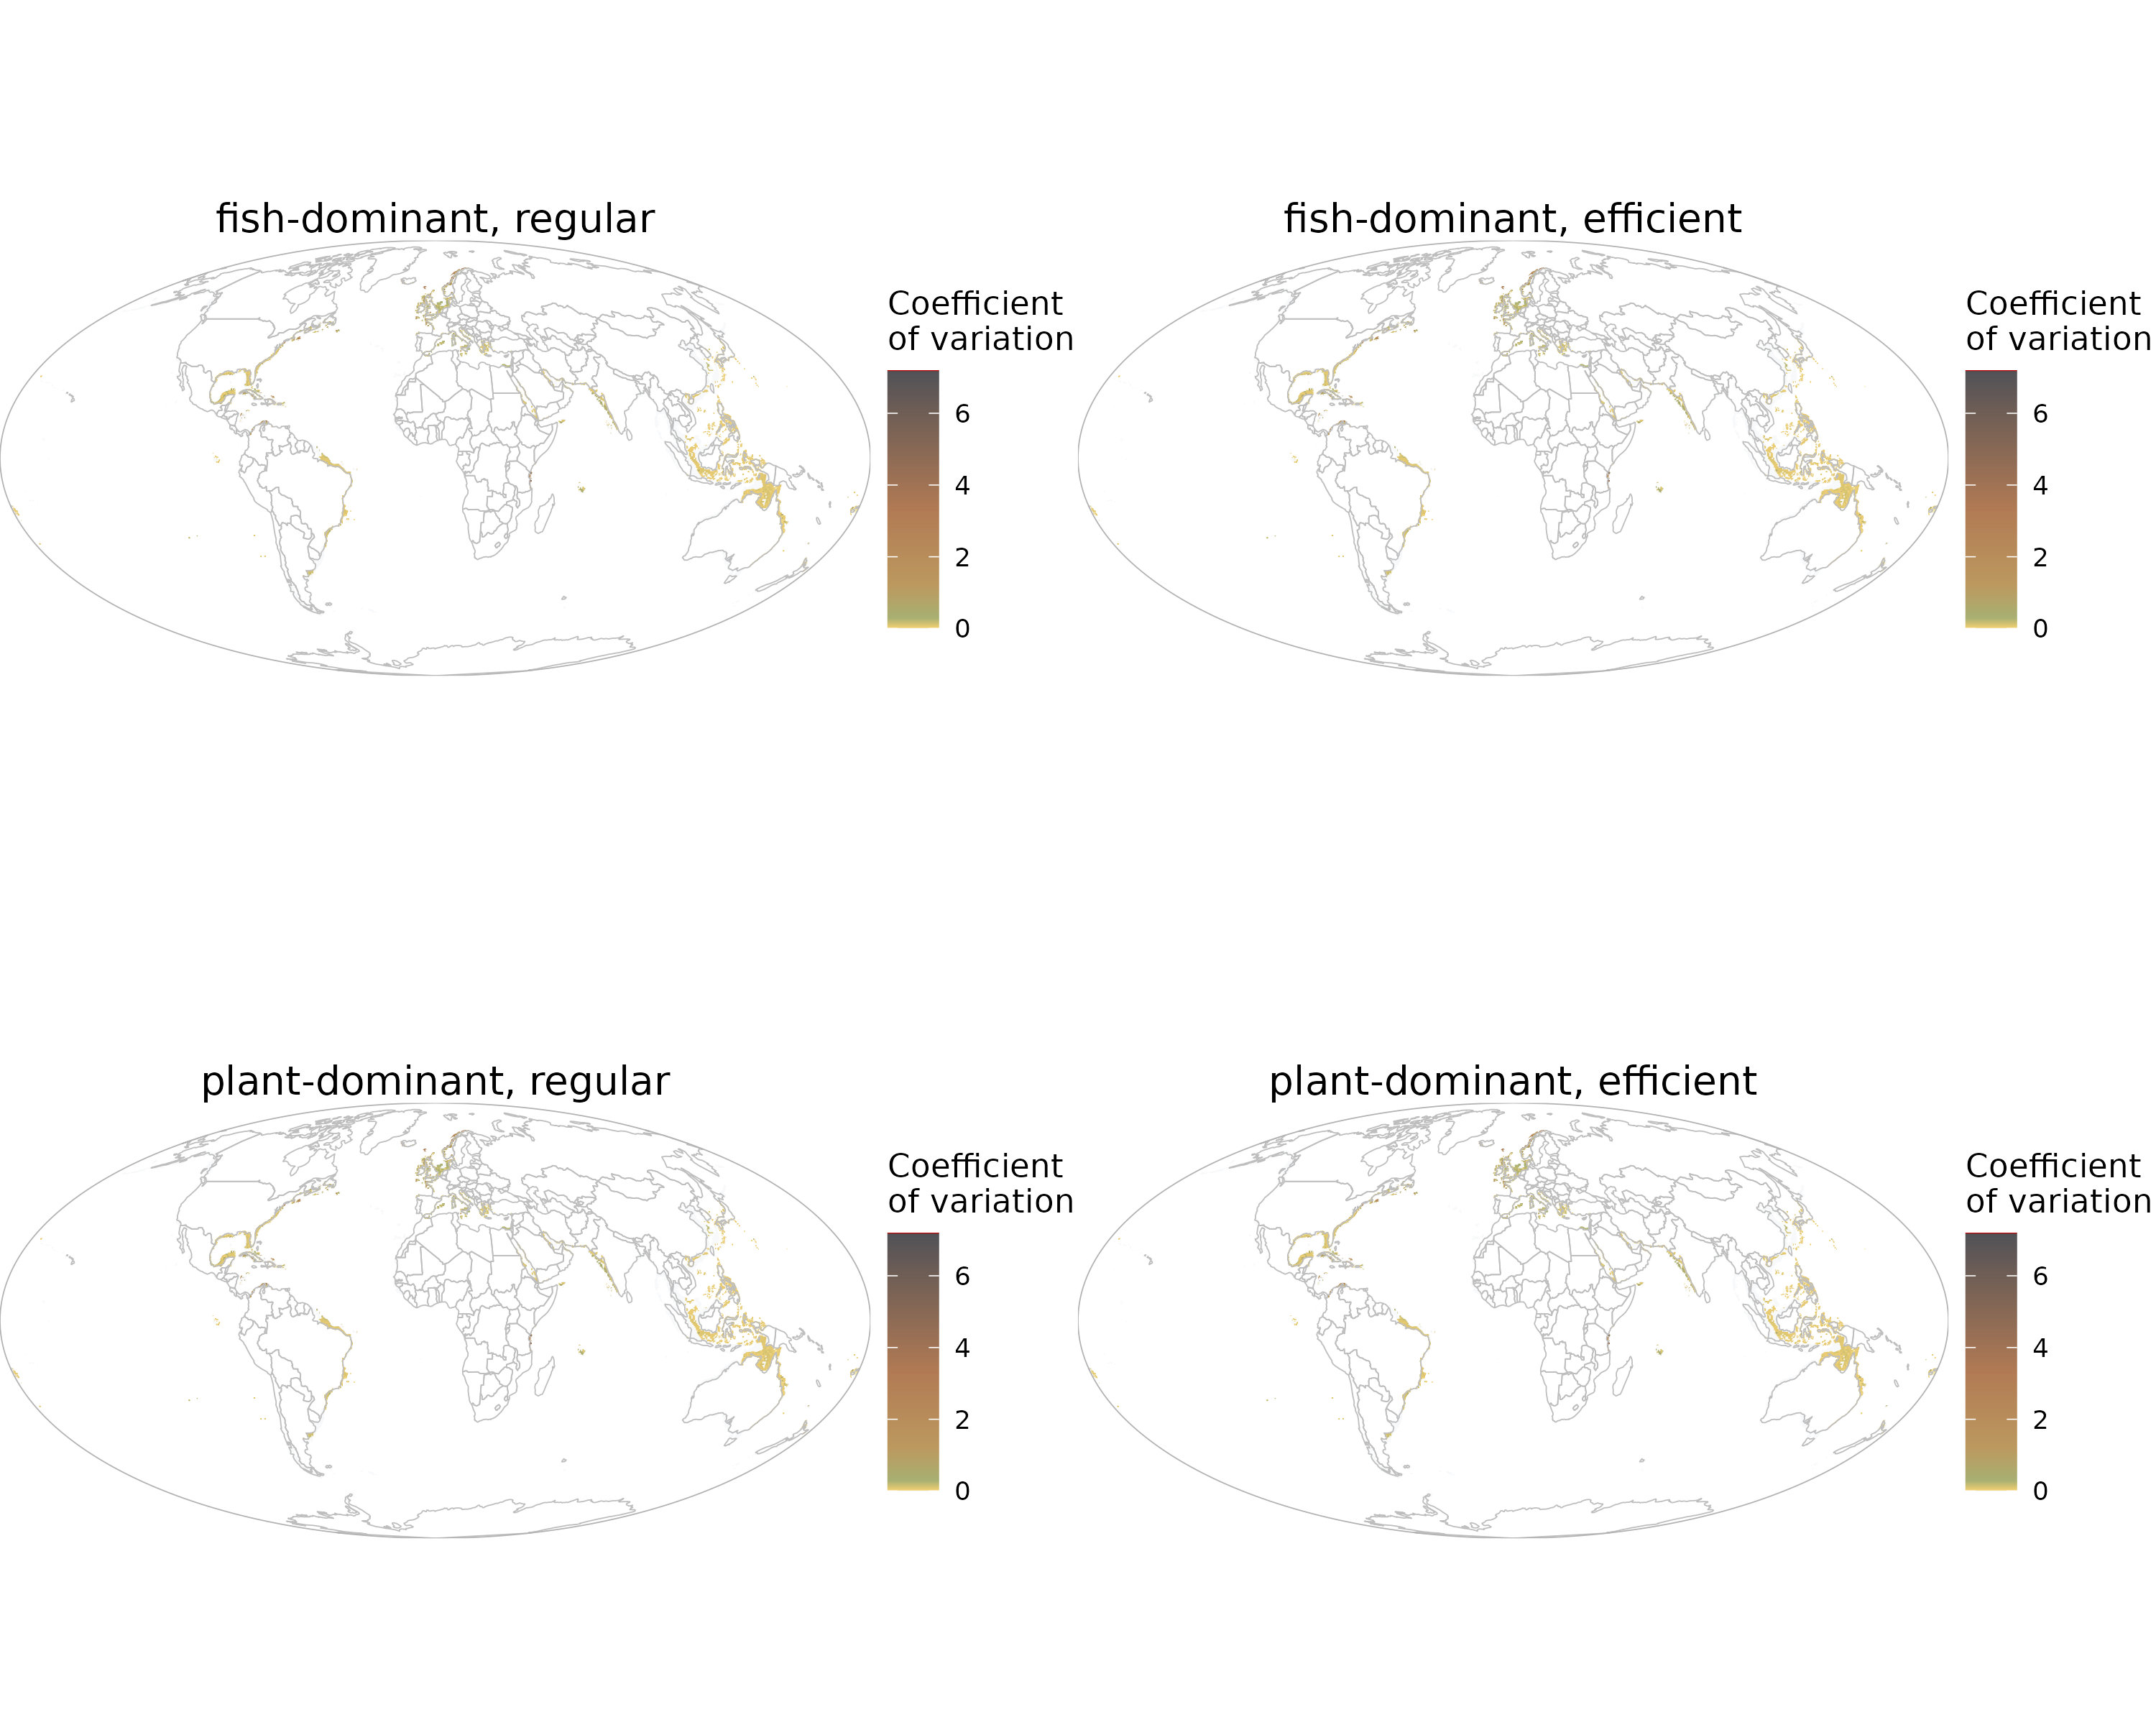 fish-dominant, regular
Coefficient
of variation
6
4
2
0
fish-dominant, efficient
Coefficient
of variation
6
4
2
0
plant-dominant, regular
Coefficient
of variation
6
4
2
0
plant-dominant, efficient
Coefficient
of variation
6
4
2
0